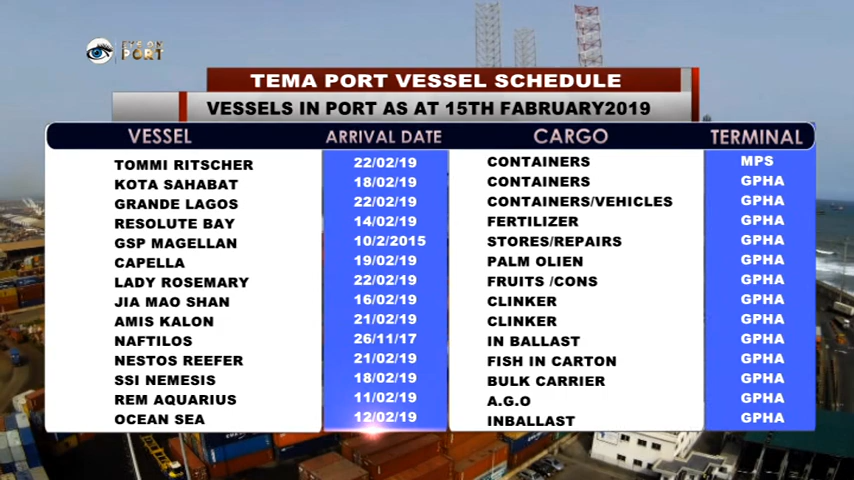 EYE ON
PORT
TEMA PORT VESSEL SCHEDULE
VESSELS IN PORT AS AT 15TH FABRUARY2019
VESSEL ARRIVAL DATE CARGO TERMINAL
TOMMI RITSCHER 22/02/19 CONTAINERS MPS
KOTA SAHABAT 18/02/19 CONTAINERS GPHA
GRANDE LAGOS 22/02/19 CONTAINERS/VEHICLES GPHA
RESOLUTE BAY 14/02/19 FERTILIZER GPHA
GSP MAGELLAN 10/2/2015 STORES/REPAIRS GPHA
CAPELLA 19/02/19 PALM OLIEN GPHA
LADY ROSEMARY 22/02/19 FRUITS /CONS GPHA
JIA MAO SHAN 16/02/19 CLINKER GPHA
AMIS KALON 21/02/19 CLINKER GPHA
NAFTILOS 26/11/17 IN BALLAST GPHA
NESTOS REEFER 21/02/19 FISH IN CARTON GPHA
SSI NEMESIS 18/02/19 BULK CARRIER GPHA
REM AQUARIUS 11/02/19 A.G.O GPHA
OCEAN SEA 12/02/19 INBALLAST GPHA